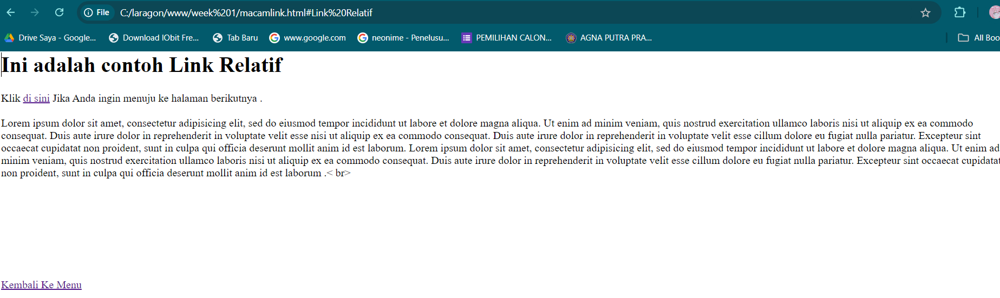 File C:/laragon/www/week%201/macamlink.html#Link%20Relatif
Drive Saya - Google... Download IObit Fre... Tab Baru www.google.com neonime - Penelusu... PEMILIHAN CALON... AGNA PUTRA PRA... All Boo
Ini adalah contoh Link Relatif
Klik di sini Jika Anda ingin menuju ke halaman berikutnya .
Lorem ipsum dolor sit amet, consectetur adipisicing elit, sed do eiusmod tempor incididunt ut labore et dolore magna aliqua. Ut enim ad minim veniam, quis nostrud exercitation ullamco laboris nisi ut aliquip ex ea commodo
consequat. Duis aute irure dolor in reprehenderit in voluptate velit esse nisi ut aliquip ex ea commodo consequat. Duis aute irure dolor in reprehenderit in voluptate velit esse cillum dolore eu fugiat nulla pariatur. Excepteur sint
occaecat cupidatat non proident, sunt in culpa qui officia deserunt mollit anim id est laborum. Lorem ipsum dolor sit amet, consectetur adipisicing elit, sed do eiusmod tempor incididunt ut labore et dolore magna aliqua. Ut enim ad
minim veniam, quis nostrud exercitation ullamco laboris nisi ut aliquip ex ea commodo consequat. Duis aute irure dolor in reprehenderit in voluptate velit esse cillum dolore eu fugiat nulla pariatur. Excepteur sint occaecat cupidatat
non proident, sunt in culpa qui officia deserunt mollit anim id est laborum .< br>
Kembali Ke Menu